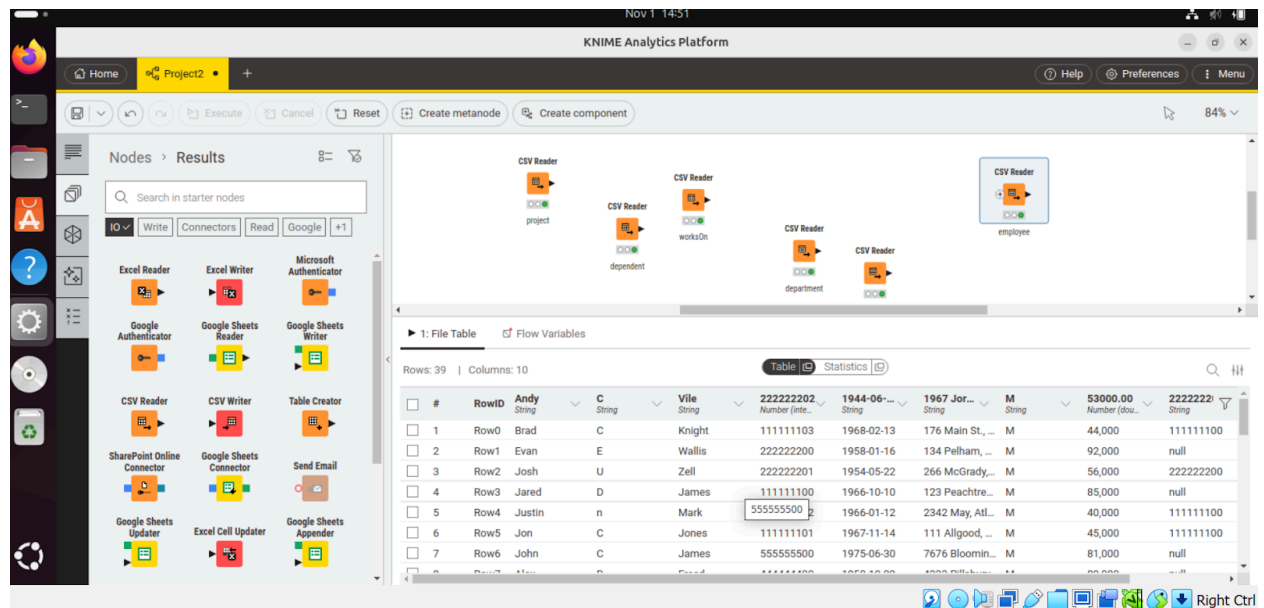 Nov 1 14:51
KNIME Analytics Platform
Home
Project2
Help
Preferences
Menu
Execute
Cancel
Reset
Create metanode
Create component
84%
Nodes > Results
Search in starter nodes
IO
Write
Connectors
Read
Google
+1
Excel Reader
Excel Writer
Microsoft
Authenticator
Google
Authenticator
Google Sheets
Reader
Google Sheets
Writer
CSV Reader
CSV Writer
Table Creator
SharePoint Online
Connector
Google Sheets
Connector
Send Email
Google Sheets
Updater
Excel Cell Updater
Google Sheets
Appender
CSV Reader
project
CSV Reader
dependent
CSV Reader
worksOn
CSV Reader
department
CSV Reader
CSV Reader
employee
1: File Table
Flow Variables
Rows: 39 | Columns: 10
Table
Statistics
# RowID Andy C Vile 222222202 1944-06-... 1967 Jor... M 53000.00 2222222
String String String Number (inte... String String String Number (dou... String
1 Row0 Brad C Knight 111111103 1968-02-13 176 Main St., ... M 44,000 111111100
2 Row1 Evan E Wallis 222222200 1958-01-16 134 Pelham, ... M 92,000 null
3 Row2 Josh U Zell 222222201 1954-05-22 266 McGrady,... M 56,000 222222200
4 Row3 Jared D James 111111100 1966-10-10 123 Peachtre... M 85,000 null
5 Row4 Justin n Mark 2 1966-01-12 2342 May, Atl... M 40,000 111111100
555555500
6 Row5 Jon C Jones 111111101 1967-11-14 111 Allgood, ... M 45,000 111111100
7 Row6 John C James 555555500 1975-06-30 7676 Bloomin... M 81,000 null
Right Ctrl